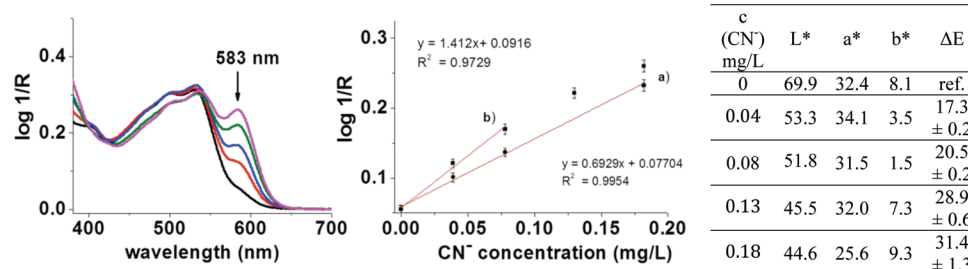 0.4
0.2
0.0
log 1/R
583 nm
400
500
600
700
wavelength (nm)
0.3
0.2
0.1
log 1/R
y = 1.412x+ 0.0916
R² = 0.9729
a)
b)
y = 0.6929x + 0.07704
R² = 0.9954
0.00
0.05
0.10
0.15
0.20
CN⁻ concentration (mg/L)
c
(CN⁻) L* a* b* ΔE
mg/L
0 69.9 32.4 8.1 ref.
0.04 53.3 34.1 3.5 17.3
± 0.2
0.08 51.8 31.5 1.5 20.5
± 0.2
0.13 45.5 32.0 7.3 28.9
± 0.6
0.18 44.6 25.6 9.3 31.4
± 1.3